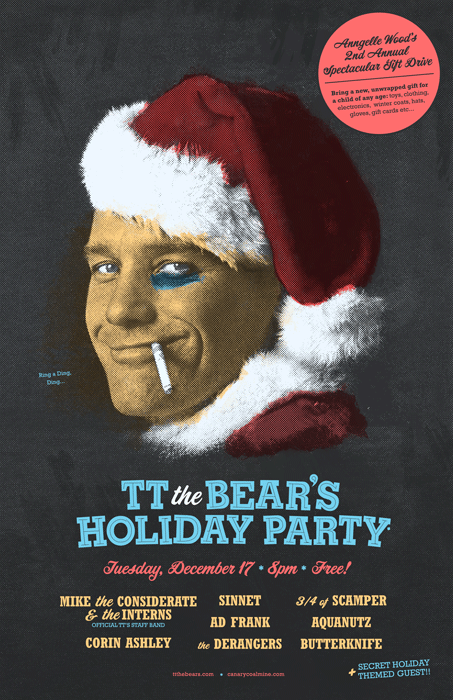 Anngelle Wood's
2nd Annual
Spectacular Gift Drive
Bring a new, unwrapped gift for
a child of any age: toys, clothing,
electronics, winter coats, hats,
gloves, gift cards etc...
Ring a Ding,
Ding...
TT the BEAR'S
HOLIDAY PARTY
Tuesday, December 17 * 8pm * Free!
MIKE the CONSIDERATE
& the INTERNS
OFFICIAL TT'S STAFF BAND
CORIN ASHLEY
SINNET
AD FRANK
the DERANGERS
3/4 of SCAMPER
AQUANUTZ
BUTTERKNIFE
ttthebears.com • canarycoalmine.com
+ SECRET HOLIDAY
THEMED GUEST!!